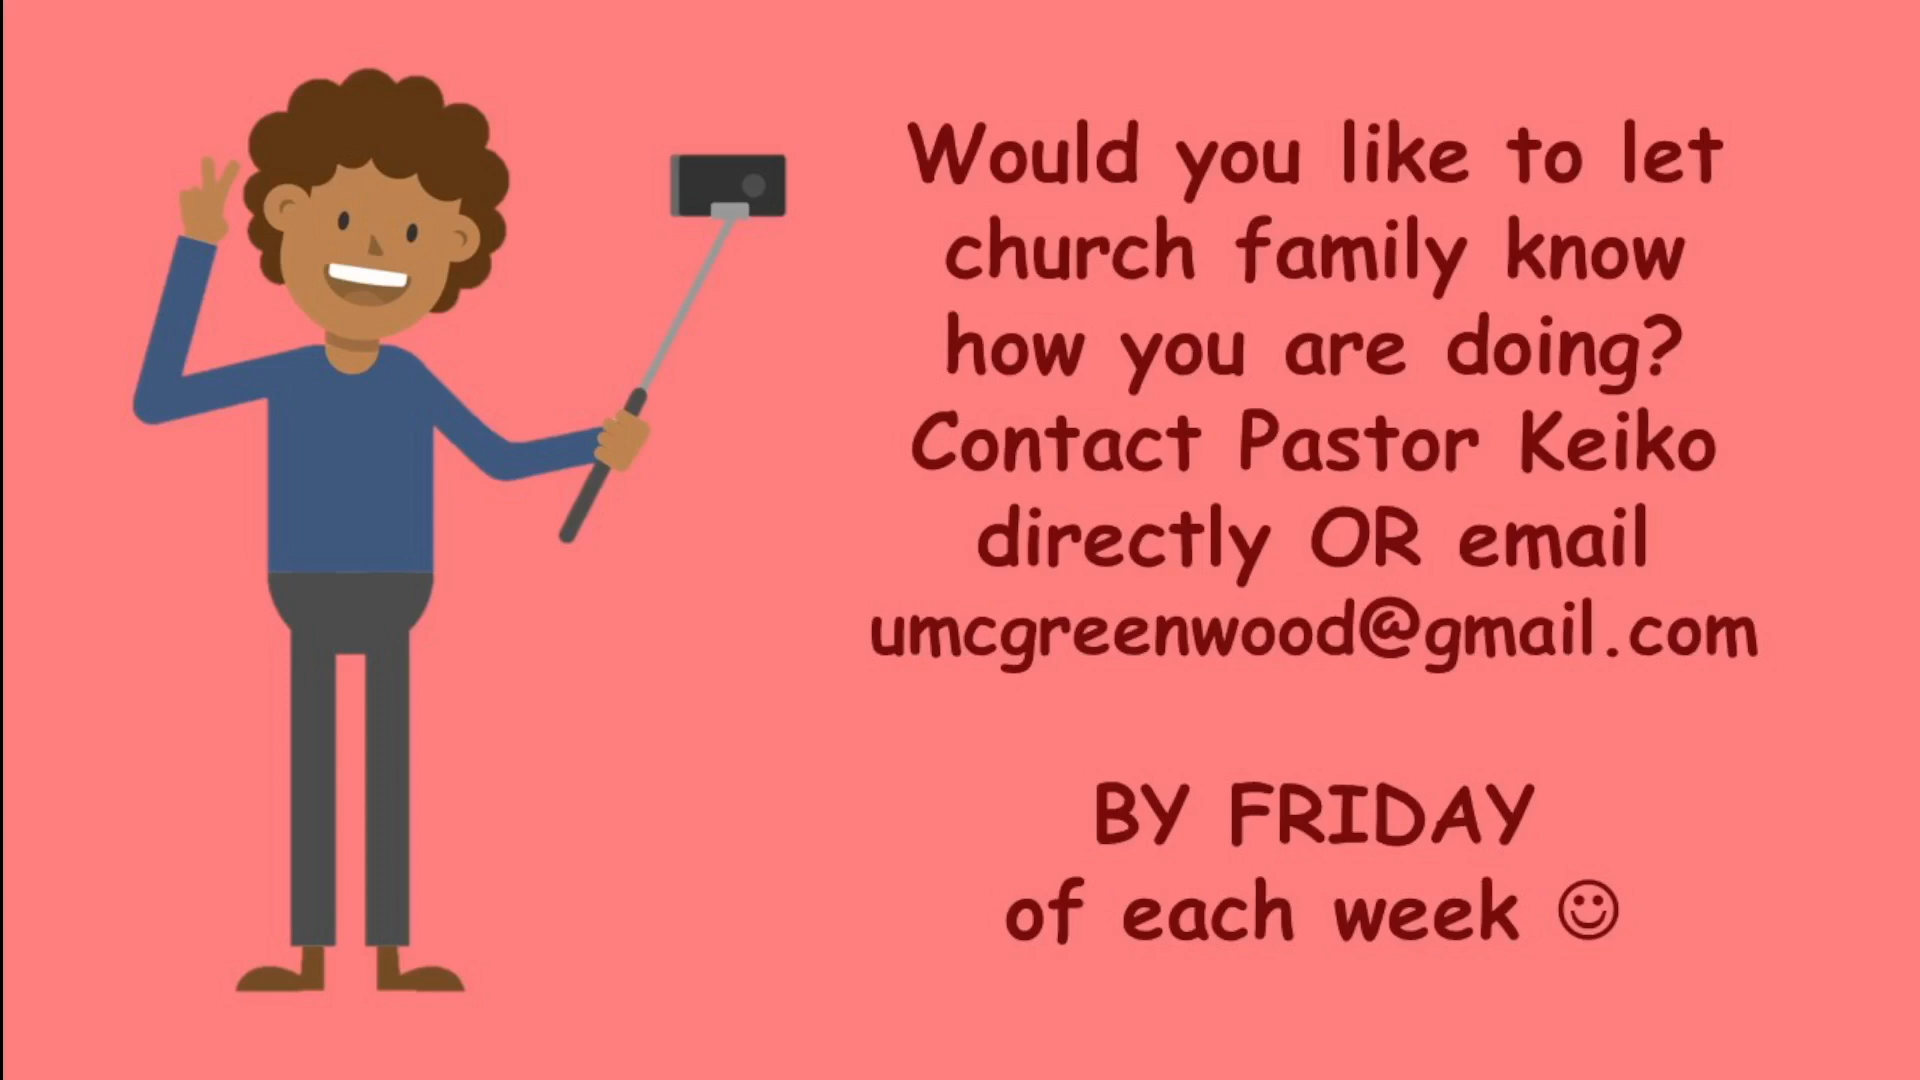 Would you like to let
church family know
how you are doing?
Contact Pastor Keiko
directly OR email
umcgreenwood@gmail.com
BY FRIDAY
of each week ☺